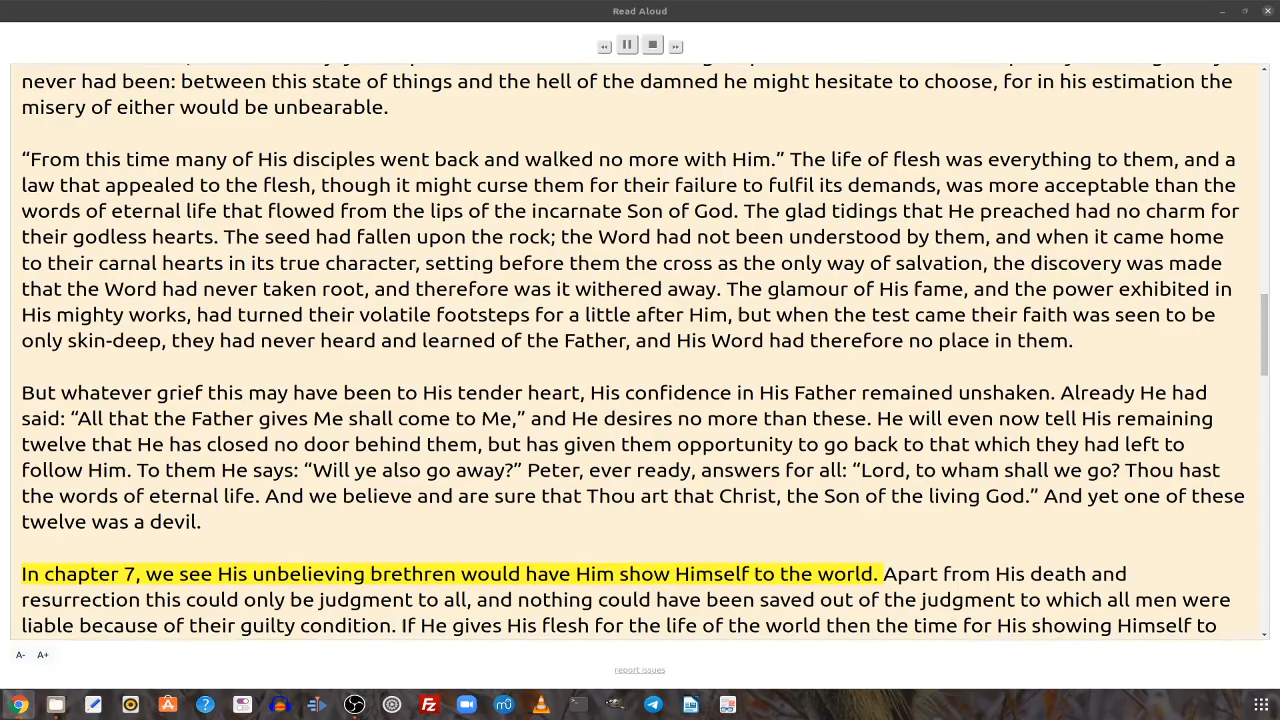 Read Aloud
never had been: between this state of things and the hell of the damned he might hesitate to choose, for in his estimation the
misery of either would be unbearable.
“From this time many of His disciples went back and walked no more with Him.” The life of flesh was everything to them, and a
law that appealed to the flesh, though it might curse them for their failure to fulfil its demands, was more acceptable than the
words of eternal life that flowed from the lips of the incarnate Son of God. The glad tidings that He preached had no charm for
their godless hearts. The seed had fallen upon the rock; the Word had not been understood by them, and when it came home
to their carnal hearts in its true character, setting before them the cross as the only way of salvation, the discovery was made
that the Word had never taken root, and therefore was it withered away. The glamour of His fame, and the power exhibited in
His mighty works, had turned their volatile footsteps for a little after Him, but when the test came their faith was seen to be
only skin-deep, they had never heard and learned of the Father, and His Word had therefore no place in them.
But whatever grief this may have been to His tender heart, His confidence in His Father remained unshaken. Already He had
said: “All that the Father gives Me shall come to Me,” and He desires no more than these. He will even now tell His remaining
twelve that He has closed no door behind them, but has given them opportunity to go back to that which they had left to
follow Him. To them He says: “Will ye also go away?” Peter, ever ready, answers for all: “Lord, to wham shall we go? Thou hast
the words of eternal life. And we believe and are sure that Thou art that Christ, the Son of the living God.” And yet one of these
twelve was a devil.
In chapter 7, we see His unbelieving brethren would have Him show Himself to the world. Apart from His death and
resurrection this could only be judgment to all, and nothing could have been saved out of the judgment to which all men were
liable because of their guilty condition. If He gives His flesh for the life of the world then the time for His showing Himself to
A- A+
report issues